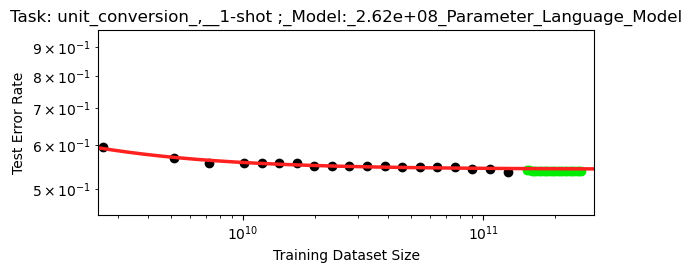 Task: unit_conversion_,__1-shot ;_Model:_2.62e+08_Parameter_Language_Model
9 × 10⁻¹
8 × 10⁻¹
7 × 10⁻¹
6 × 10⁻¹
5 × 10⁻¹
Test Error Rate
10¹⁰
10¹¹
Training Dataset Size